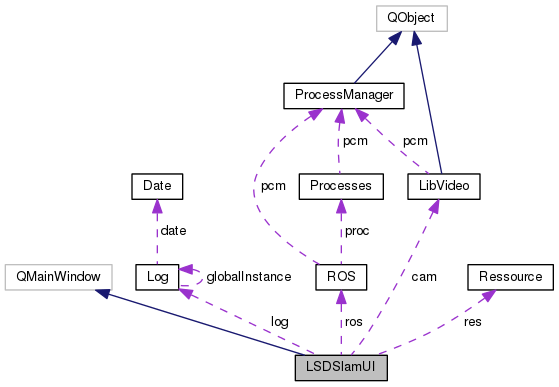 QObject
ProcessManager
pcm
pcm
pcm
Date
Processes
LibVideo
date
proc
QMainWindow
Log
globalInstance
ROS
cam
Ressource
log
ros
res
LSDSlamUI